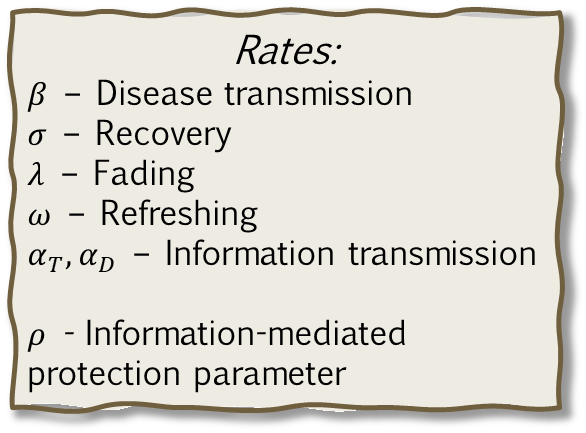 Rates:
β – Disease transmission
σ – Recovery
λ – Fading
ω – Refreshing
α_T, α_D – Information transmission
ρ - Information-mediated
protection parameter